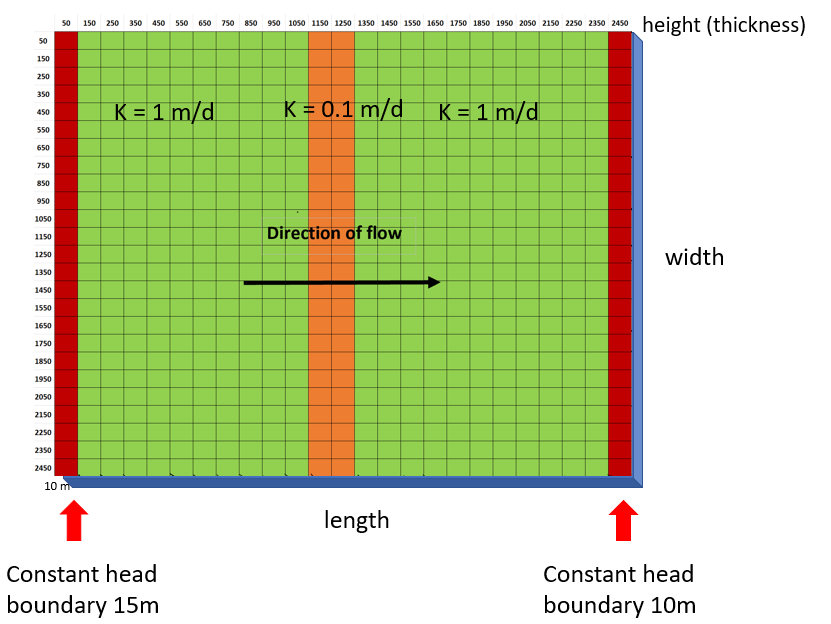 50 150 250 350 450 550 650 750 850 950 1050 1150 1250 1350 1450 1550 1650 1750 1850 1950 2050 2150 2250 2350 2450
height (thickness)
50
150
250
350
450
550
650
750
850
950
1050
1150
1250
1350
1450
1550
1650
1750
1850
1950
2050
2150
2250
2350
2450
K = 1 m/d
K = 0.1 m/d
K = 1 m/d
Direction of flow
width
10 m
length
Constant head
boundary 15m
Constant head
boundary 10m